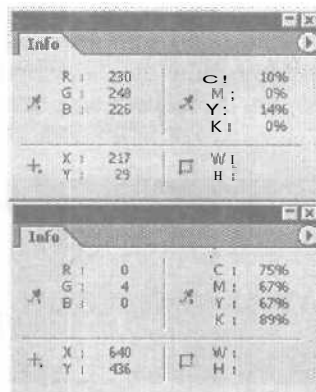 Info
R : 230 C! 10%
G : 240 M ; 0%
B : 226 Y: 14%
K : 0%
X : 217 W I
Y : 29 H :
Info
R : 0 C : 75%
G : 4 M : 67%
B : 0 Y : 67%
K : 89%
X : 640 W :
Y : 436 H :